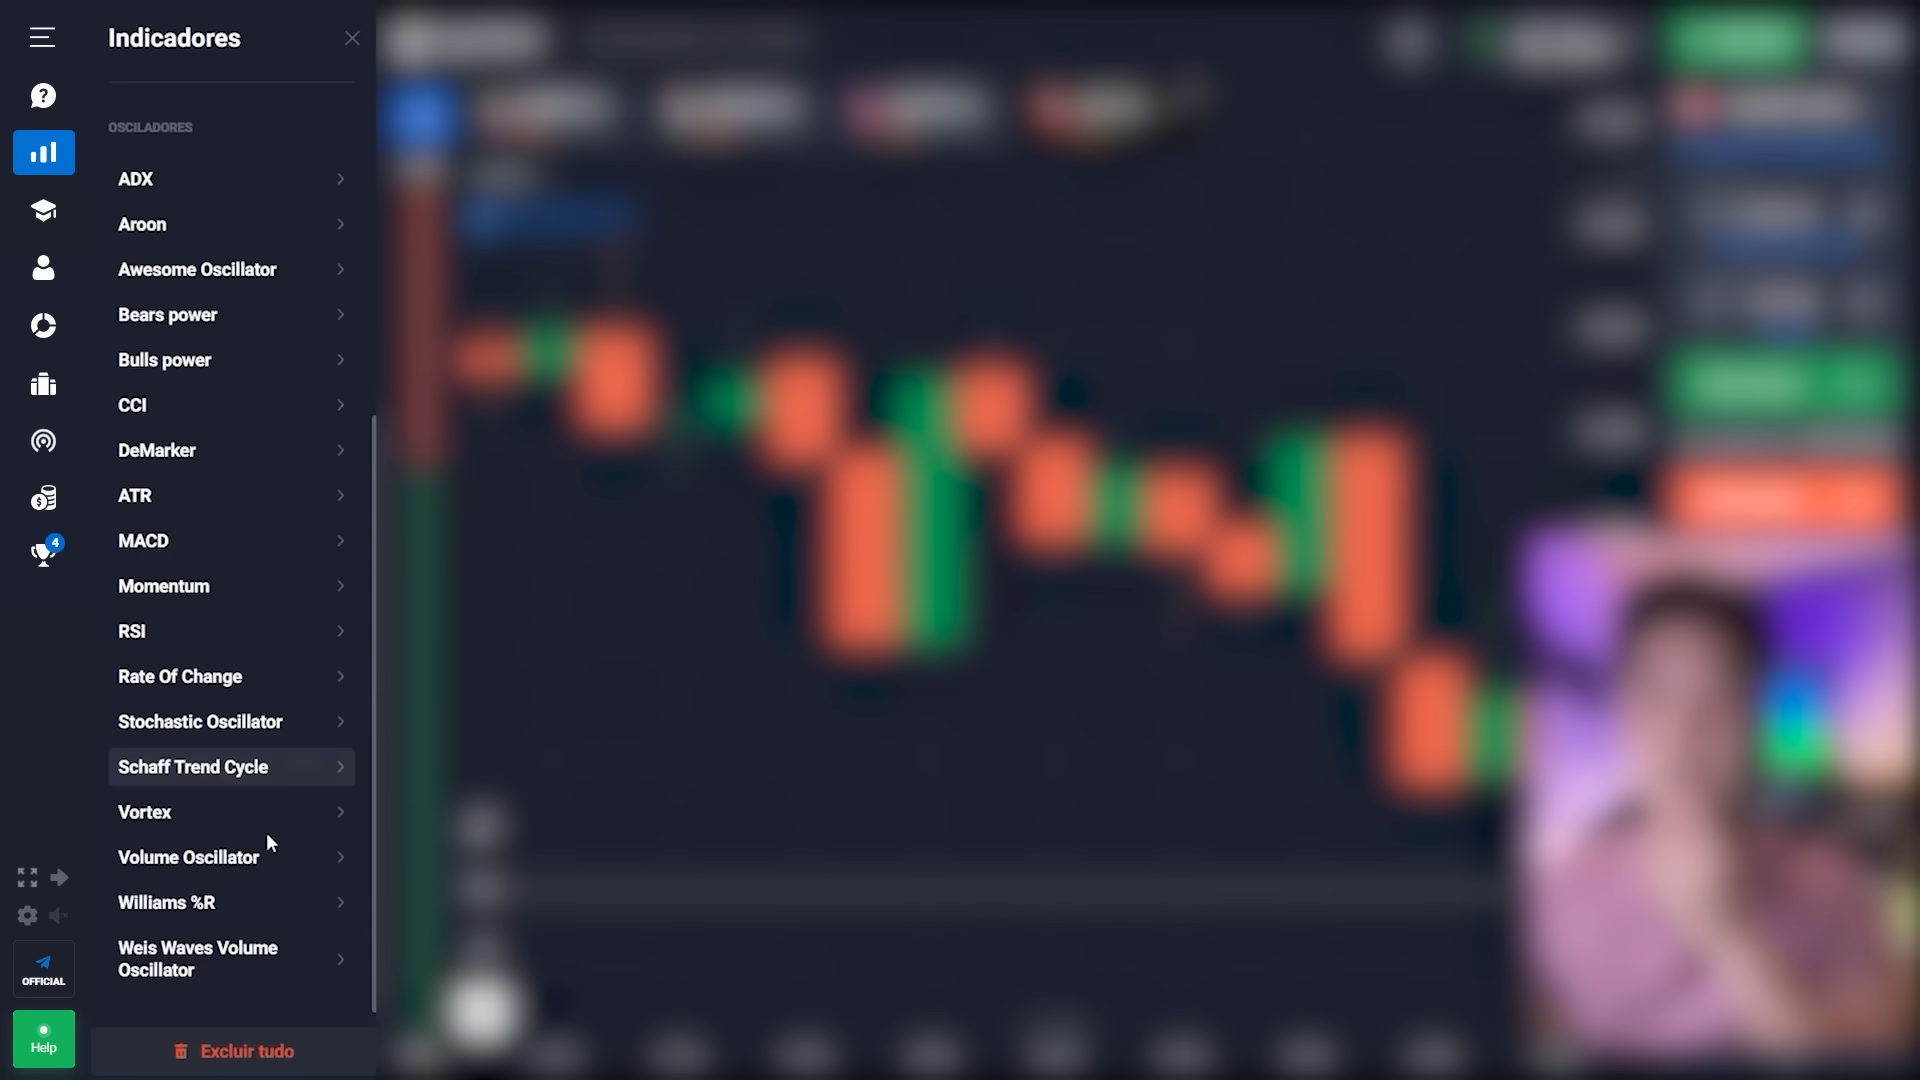 Indicadores
OSCILADORES
ADX
Aroon
Awesome Oscillator
Bears power
Bulls power
CCI
DeMarker
ATR
MACD
4
Momentum
RSI
Rate Of Change
Stochastic Oscillator
Schaff Trend Cycle
Vortex
Volume Oscillator
Williams %R
Weis Waves Volume
Oscillator
OFFICIAL
Help
Excluir tudo